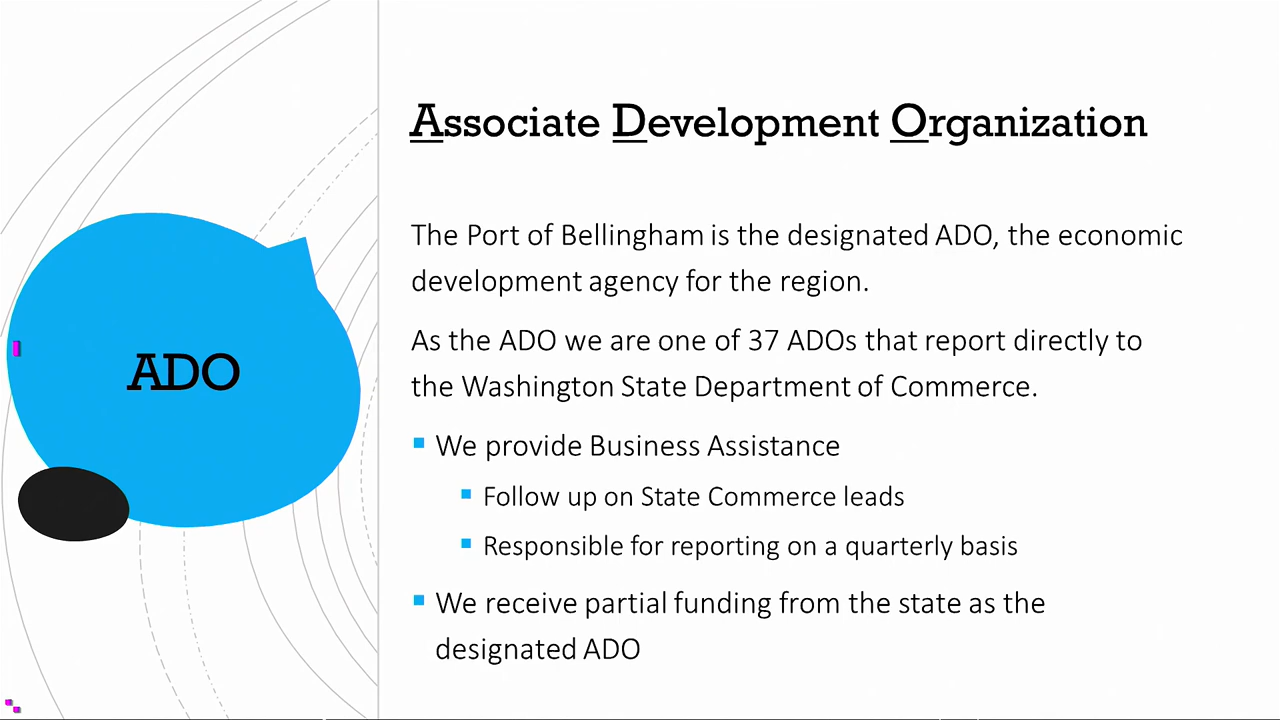 Associate Development Organization
The Port of Bellingham is the designated ADO, the economic
development agency for the region.
As the ADO we are one of 37 ADOs that report directly to
the Washington State Department of Commerce.
ADO
We provide Business Assistance
Follow up on State Commerce leads
Responsible for reporting on a quarterly basis
We receive partial funding from the state as the
designated ADO